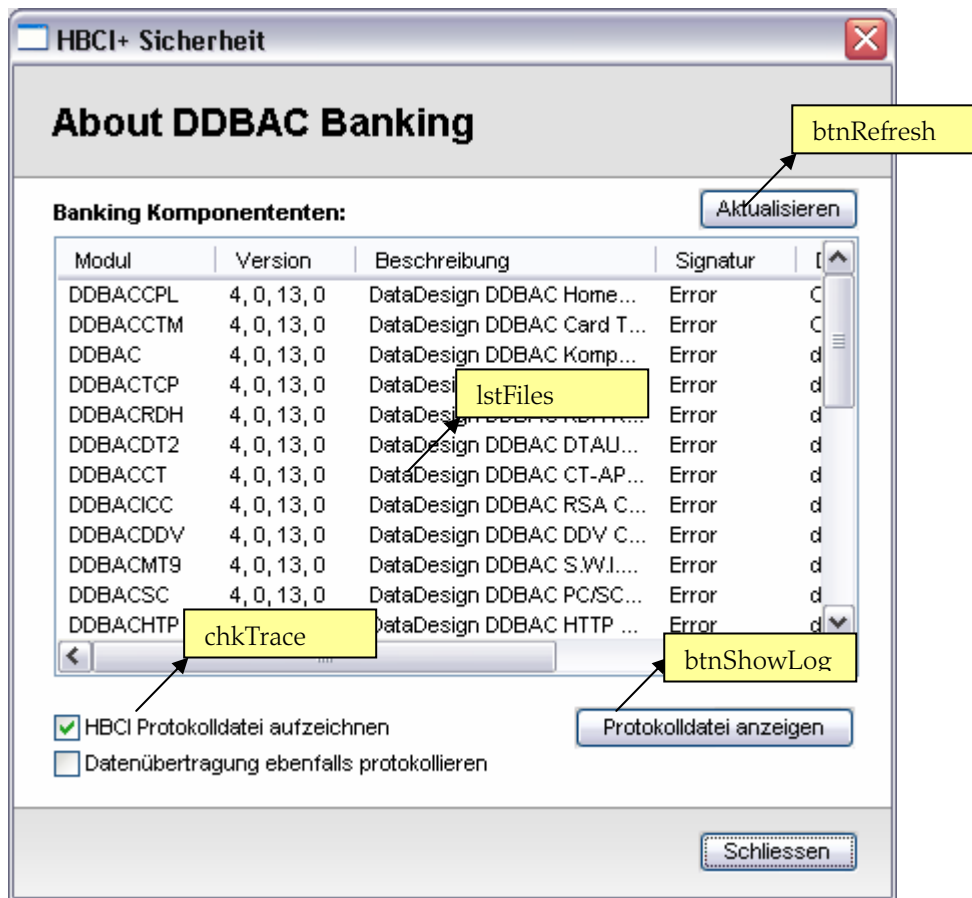 HBCI+ Sicherheit
About DDBAC Banking
btnRefresh
Banking Komponententen:
Aktualisieren
Modul Version Beschreibung Signatur
DDBACCPL 4, 0, 13, 0 DataDesign DDBAC Home... Error C
DDBACCTM 4, 0, 13, 0 DataDesign DDBAC Card T... Error C
DDBAC 4, 0, 13, 0 DataDesign DDBAC Komp... Error d
DDBACTCP 4, 0, 13, 0 Error d
lstFiles
DDBACRDH 4, 0, 13, 0 Error d
DDBACDT2 4, 0, 13, 0 DataDesign DDBAC DTAU... Error d
DDBACCT 4, 0, 13, 0 DataDesign DDBAC CT-AP... Error d
DDBACICC 4, 0, 13, 0 DataDesign DDBAC RSA C... Error d
DDBACDDV 4, 0, 13, 0 DataDesign DDBAC DDV C... Error d
DDBACMT9 4, 0, 13, 0 DataDesign DDBAC S.W.I.... Error d
DDBACSC 4, 0, 13, 0 DataDesign DDBAC PC/SC... Error d
DDBACHTP DataDesign DDBAC HTTP ... Error d
chkTrace
btnShowLog
HBCI Protokolldatei aufzeichnen
Protokolldatei anzeigen
Datenübertragung ebenfalls protokollieren
Schliessen